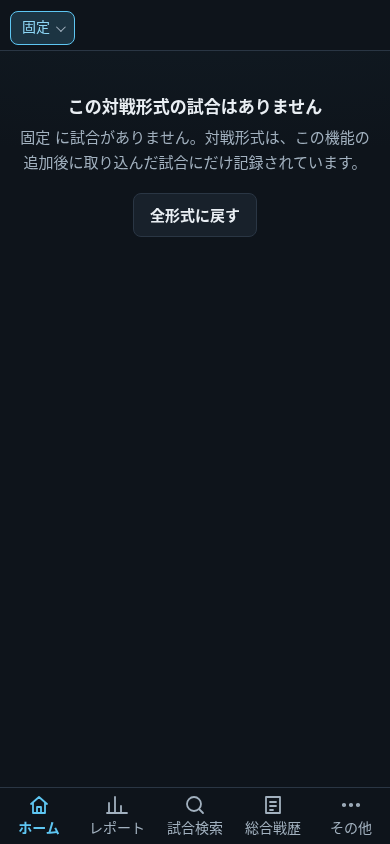 固定
この対戦形式の試合はありません
固定 に試合がありません。対戦形式は、この機能の
追加後に取り込んだ試合にだけ記録されています。
全形式に戻す
ホーム
レポート
試合検索
総合戦歴
その他